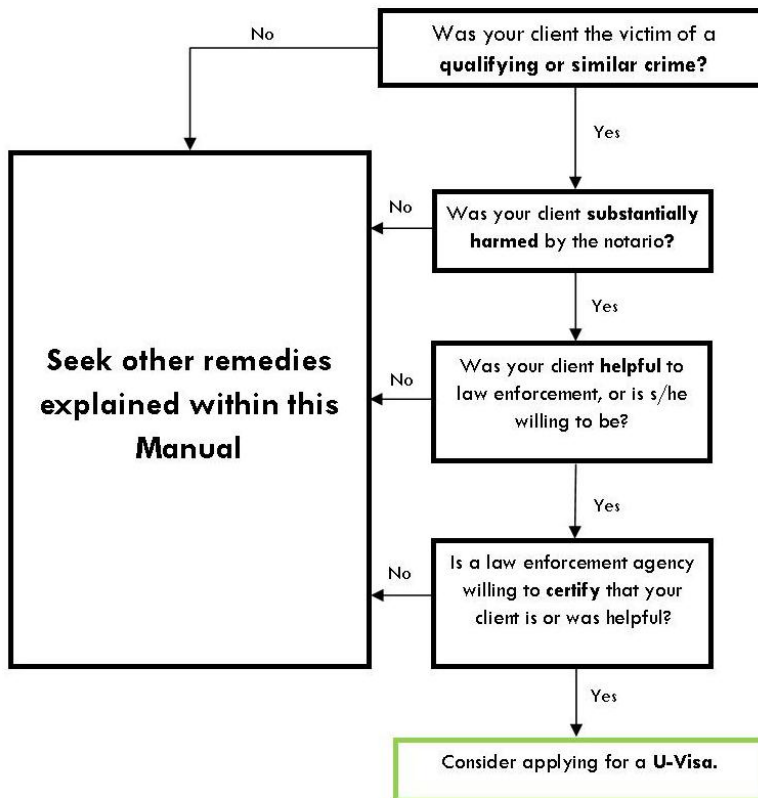 No
Was your client the victim of a
qualifying or similar crime?
Yes
No
Was your client substantially
harmed by the notario?
Yes
Seek other remedies
explained within this
Manual
No
Was your client helpful to
law enforcement, or is s/he
willing to be?
Yes
No
Is a law enforcement agency
willing to certify that your
client is or was helpful?
Yes
Consider applying for a U-Visa.